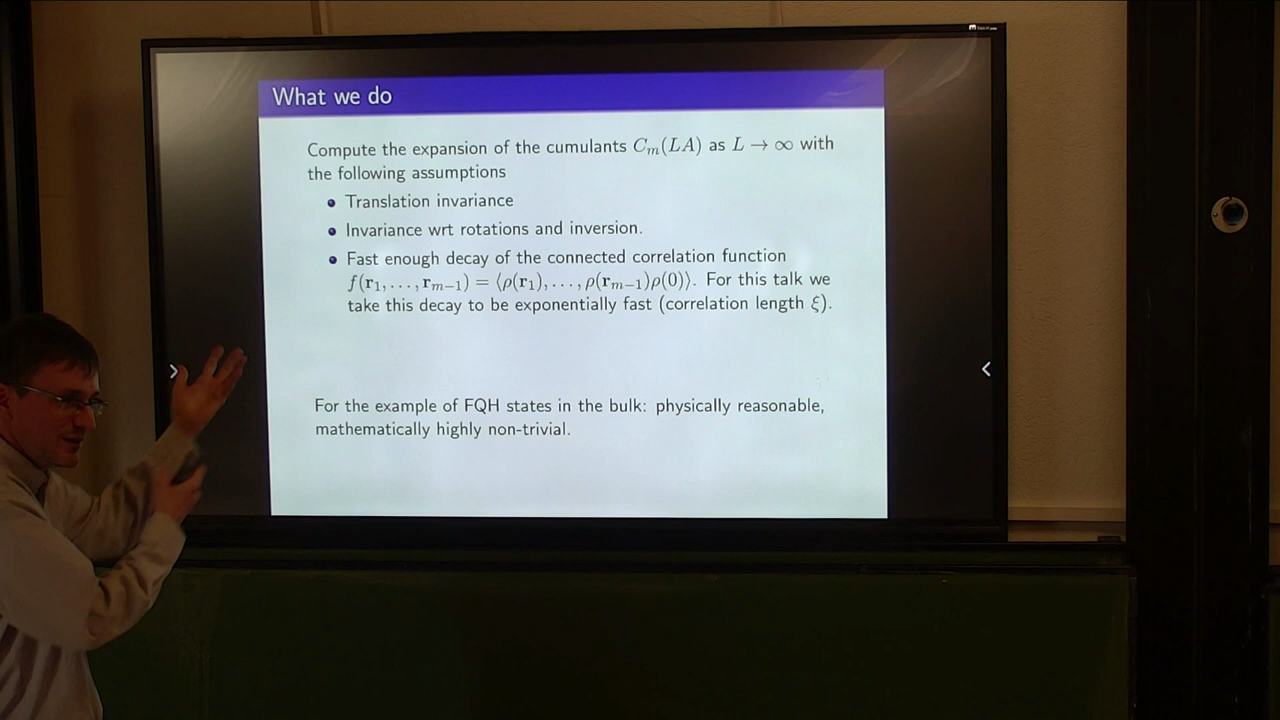 What we do
Compute the expansion of the cumulants $C_m(LA)$ as $L \to \infty$ with
the following assumptions
• Translation invariance
• Invariance wrt rotations and inversion.
• Fast enough decay of the connected correlation function
$f(\mathbf{r}_1, \ldots, \mathbf{r}_{m-1}) = \langle \rho(\mathbf{r}_1), \ldots, \rho(\mathbf{r}_{m-1})\rho(0) \rangle$. For this talk we
take this decay to be exponentially fast (correlation length $\xi$).
For the example of FQH states in the bulk: physically reasonable,
mathematically highly non-trivial.